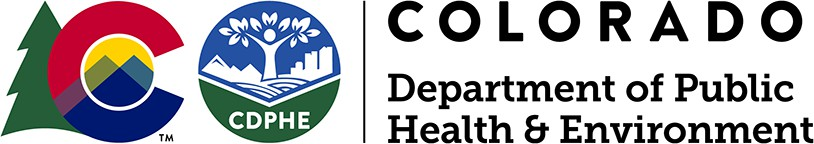 TM
CDPHE
COLORADO
Department of Public
Health & Environment